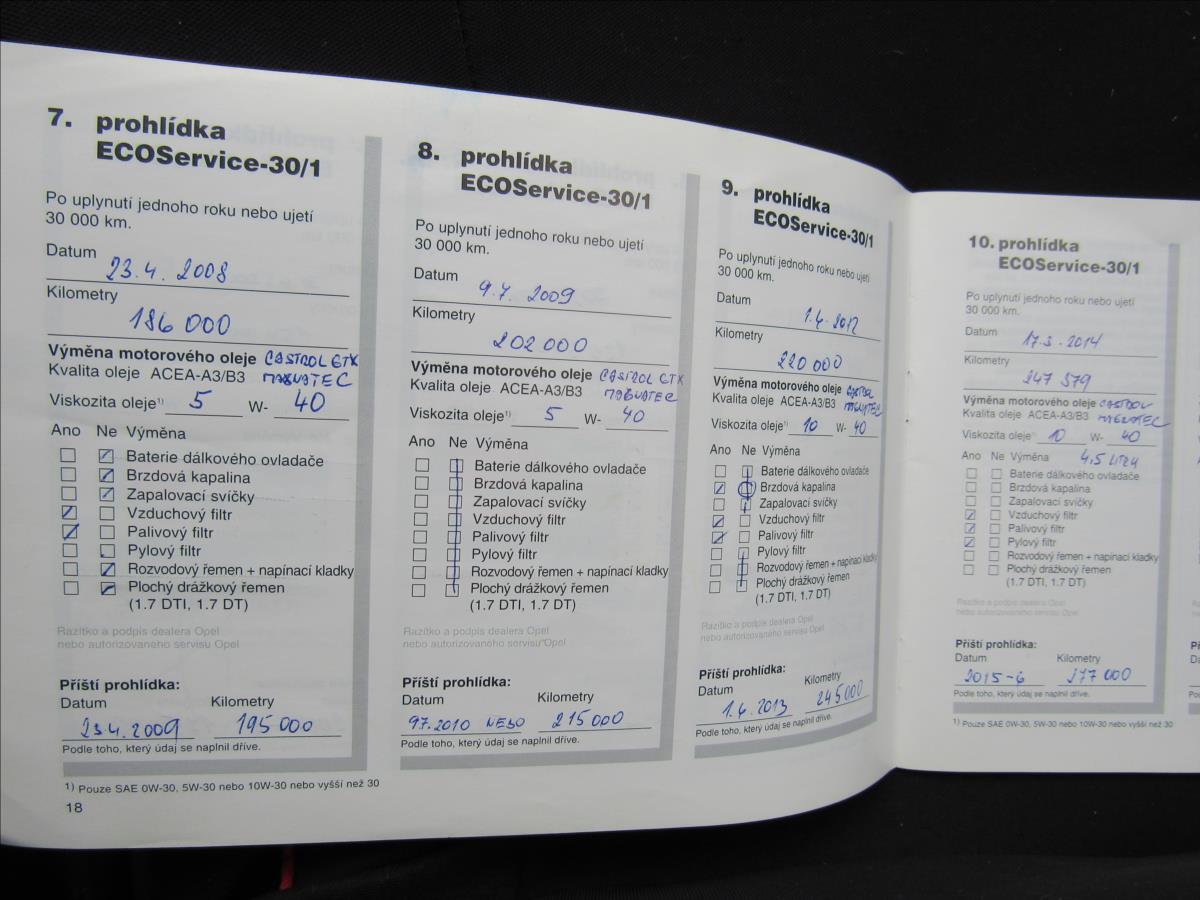 7. prohlídka
ECOService-30/1
Po uplynutí jednoho roku nebo ujetí
30 000 km.
Datum 23.4. 2008
Kilometry
186 000
Výměna motorového oleje CASTROL GTX
Kvalita oleje ACEA-A3/B3 MAGNATEC
Viskozita oleje¹⁾ 5 W- 40
Ano Ne Výměna
Baterie dálkového ovladače
Brzdová kapalina
Zapalovací svíčky
Vzduchový filtr
Palivový filtr
Pylový filtr
Rozvodový řemen + napínací kladky
Plochý drážkový řemen
(1.7 DTI, 1.7 DT)
Razítko a podpis dealera Opel
nebo autorizovaného servisu Opel
Příští prohlídka:
Datum Kilometry
23.4. 2009 195 000
Podle toho, který údaj se naplnil dříve.
1) Pouze SAE 0W-30, 5W-30 nebo 10W-30 nebo vyšší než 30
18
8. prohlídka
ECOService-30/1
Po uplynutí jednoho roku nebo ujetí
30 000 km.
Datum
9.7. 2009
Kilometry
202 000
Výměna motorového oleje CASTROL GTX
Kvalita oleje ACEA-A3/B3 MAGNATEC
Viskozita oleje¹⁾ 5 W- 40
Ano Ne Výměna
Baterie dálkového ovladače
Brzdová kapalina
Zapalovací svíčky
Vzduchový filtr
Palivový filtr
Pylový filtr
Rozvodový řemen + napínací kladky
Plochý drážkový řemen
(1.7 DTI, 1.7 DT)
Razítko a podpis dealera Opel
nebo autorizovaného servisu Opel
Příští prohlídka:
Datum Kilometry
9.7.2010 NEBO 215 000
Podle toho, který údaj se naplnil dříve.
9. prohlídka
ECOService-30/1
Po uplynutí jednoho roku nebo ujetí
30 000 km.
Datum
1.4. 2012
Kilometry
220 000
Výměna motorového oleje CASTROL
Kvalita oleje ACEA-A3/B3 MAGNATEC
Viskozita oleje¹⁾ 10 W- 40
Ano Ne Výměna
Baterie dálkového ovladače
Brzdová kapalina
Zapalovací svíčky
Vzduchový filtr
Palivový filtr
Pylový filtr
Rozvodový řemen + napínací kladky
Plochý drážkový řemen
(1.7 DTI, 1.7 DT)
Razítko a podpis dealera Opel
nebo autorizovaného servisu Opel
Příští prohlídka:
Datum Kilometry
1.4. 2013 245 000
Podle toho, který údaj se naplnil dříve.
10. prohlídka
ECOService-30/1
Po uplynutí jednoho roku nebo ujetí
30 000 km.
Datum
17.3. 2014
Kilometry
247 579
Výměna motorového oleje CASTROL
Kvalita oleje ACEA-A3/B3 MAGNATEC
Viskozita oleje¹⁾ 10 W- 40
Ano Ne Výměna 4,5 LITRY
Baterie dálkového ovladače
Brzdová kapalina
Zapalovací svíčky
Vzduchový filtr
Palivový filtr
Pylový filtr
Rozvodový řemen + napínací kladky
Plochý drážkový řemen
(1.7 DTI, 1.7 DT)
Razítko a podpis dealera Opel
nebo autorizovaného servisu Opel
Příští prohlídka:
Datum Kilometry
2015-6 277 000
Podle toho, který údaj se naplnil dříve.
1) Pouze SAE 0W-30, 5W-30 nebo 10W-30 nebo vyšší než 30